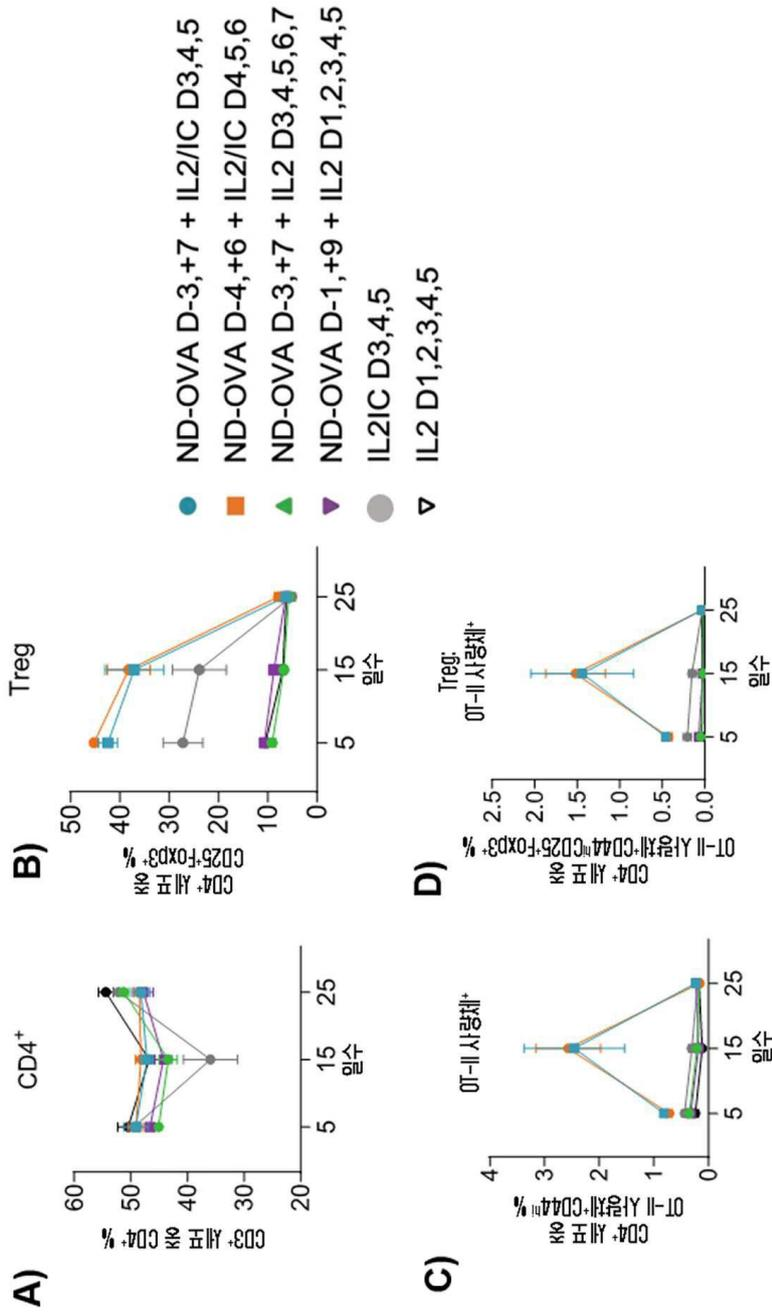 A)
CD4⁺
CD3⁺ 세포 중 CD4⁺ %
60
50
40
30
20
5
15
25
일수
B)
Treg
CD4⁺ 세포 중
CD25⁺Foxp3⁺ %
50
40
30
20
10
0
5
15
25
일수
ND-OVA D-3,+7 + IL2/IC D3,4,5
ND-OVA D-4,+6 + IL2/IC D4,5,6
ND-OVA D-3,+7 + IL2 D3,4,5,6,7
ND-OVA D-1,+9 + IL2 D1,2,3,4,5
IL2IC D3,4,5
IL2 D1,2,3,4,5
C)
OT-II 사량체⁺
CD4⁺ 세포 중
OT-II 사량체⁺CD44ʰⁱ %
4
3
2
1
0
5
15
25
일수
D)
Treg:
OT-II 사량체⁺
CD4⁺ 세포 중
OT-II 사량체⁺CD44ʰⁱCD25⁺Foxp3⁺ %
2.5
2.0
1.5
1.0
0.5
0.0
5
15
25
일수